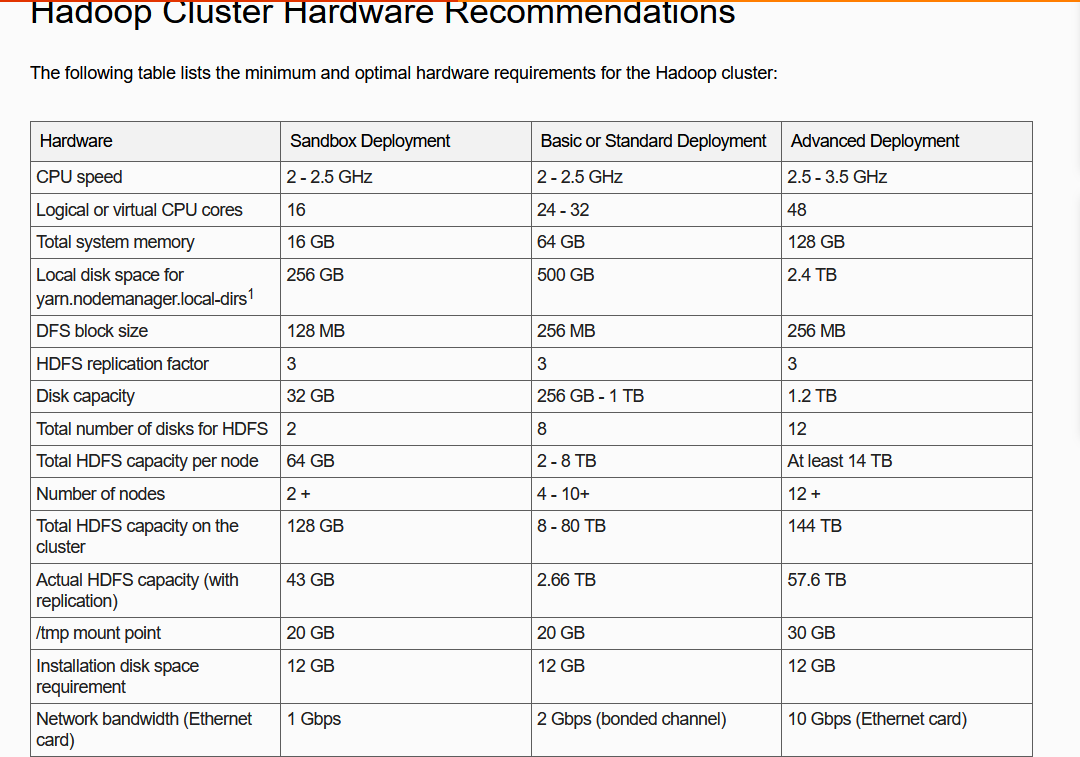 Hadoop Cluster Hardware Recommendations
The following table lists the minimum and optimal hardware requirements for the Hadoop cluster:
Hardware Sandbox Deployment Basic or Standard Deployment Advanced Deployment
CPU speed 2 - 2.5 GHz 2 - 2.5 GHz 2.5 - 3.5 GHz
Logical or virtual CPU cores 16 24 - 32 48
Total system memory 16 GB 64 GB 128 GB
Local disk space for 256 GB 500 GB 2.4 TB
yarn.nodemanager.local-dirs1
DFS block size 128 MB 256 MB 256 MB
HDFS replication factor 3 3 3
Disk capacity 32 GB 256 GB - 1 TB 1.2 TB
Total number of disks for HDFS 2 8 12
Total HDFS capacity per node 64 GB 2 - 8 TB At least 14 TB
Number of nodes 2 + 4 - 10+ 12 +
Total HDFS capacity on the 128 GB 8 - 80 TB 144 TB
cluster
Actual HDFS capacity (with 43 GB 2.66 TB 57.6 TB
replication)
/tmp mount point 20 GB 20 GB 30 GB
Installation disk space 12 GB 12 GB 12 GB
requirement
Network bandwidth (Ethernet 1 Gbps 2 Gbps (bonded channel) 10 Gbps (Ethernet card)
card)